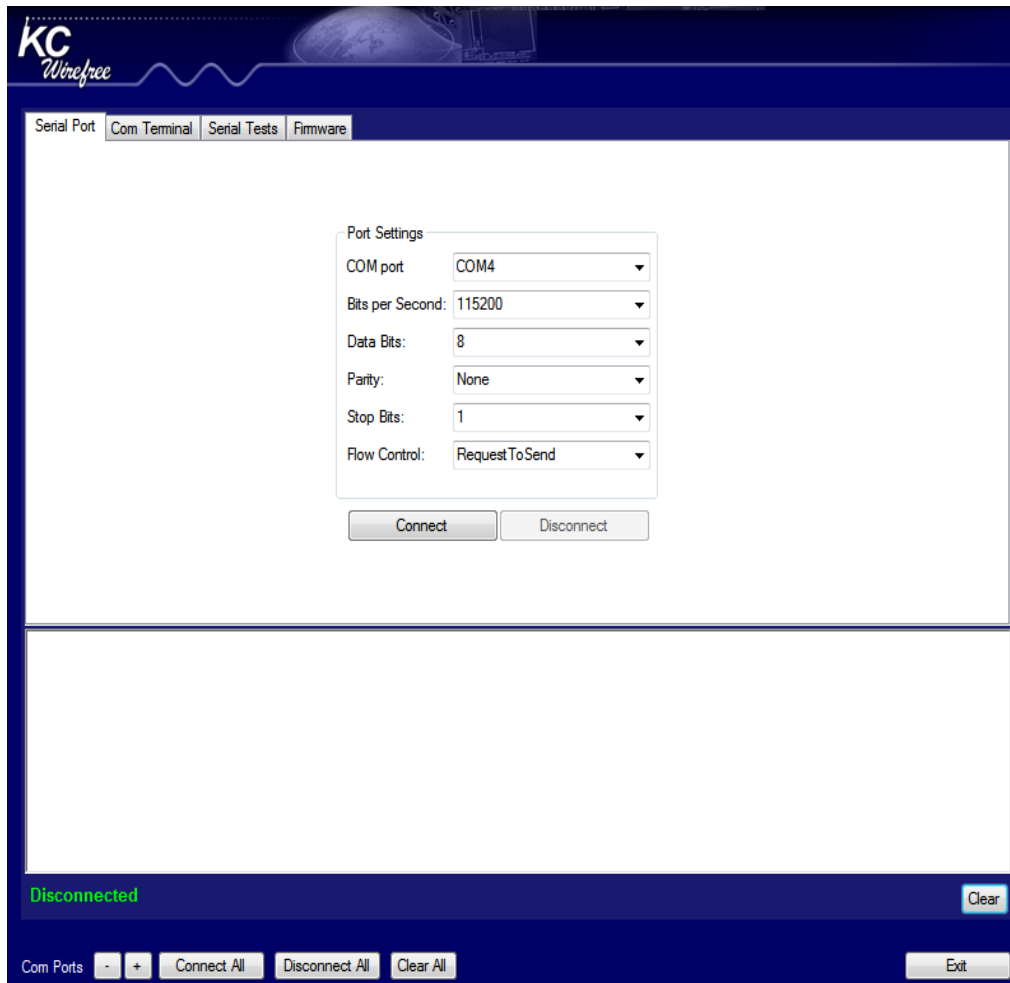 KC
Wirefree
Serial Port Com Terminal Serial Tests Firmware
Port Settings
COM port COM4
Bits per Second: 115200
Data Bits: 8
Parity: None
Stop Bits: 1
Flow Control: RequestToSend
Connect Disconnect
Disconnected Clear
Com Ports - + Connect All Disconnect All Clear All Exit